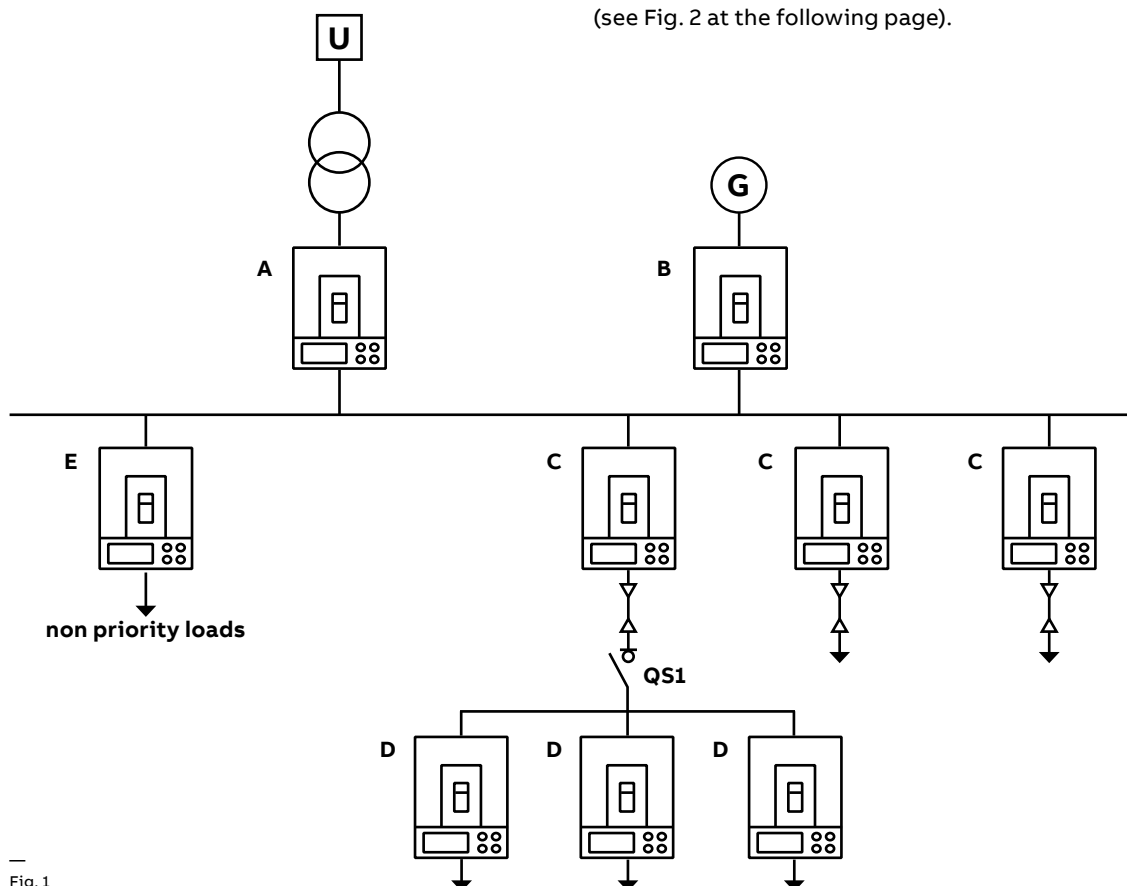 (see Fig. 2 at the following page).
U
G
A
B
E
C
C
C
non priority loads
QS1
D
D
D
—
Fig. 1